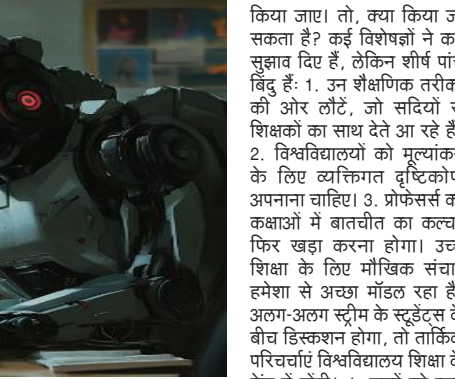 किया जाए। तो, क्या किया ज
सकता है? कई विशेषज्ञों ने क
सुझाव दिए हैं, लेकिन शीर्ष पां
बिंदु हैं: 1. उन शैक्षणिक तरीक
की ओर लौटें, जो सदियों स
शिक्षकों का साथ देते आ रहे हैं
2. विश्वविद्यालयों को मूल्यांक
के लिए व्यक्तिगत दृष्टिको
अपनाना चाहिए। 3. प्रोफेसर्स क
कक्षाओं में बातचीत का कल्च
फिर खड़ा करना होगा। उच्
शिक्षा के लिए मौखिक संचा
हमेशा से अच्छा मॉडल रहा है
अलग-अलग स्ट्रीम के स्टूडेंट्स के
बीच डिस्कशन होगा, तो तार्किक
परिचर्चाएं विश्वविद्यालय शिक्षा के